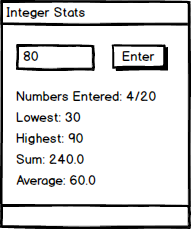 Integer Stats
80
Enter
Numbers Entered: 4/20
Lowest: 30
Highest: 90
Sum: 240.0
Average: 60.0